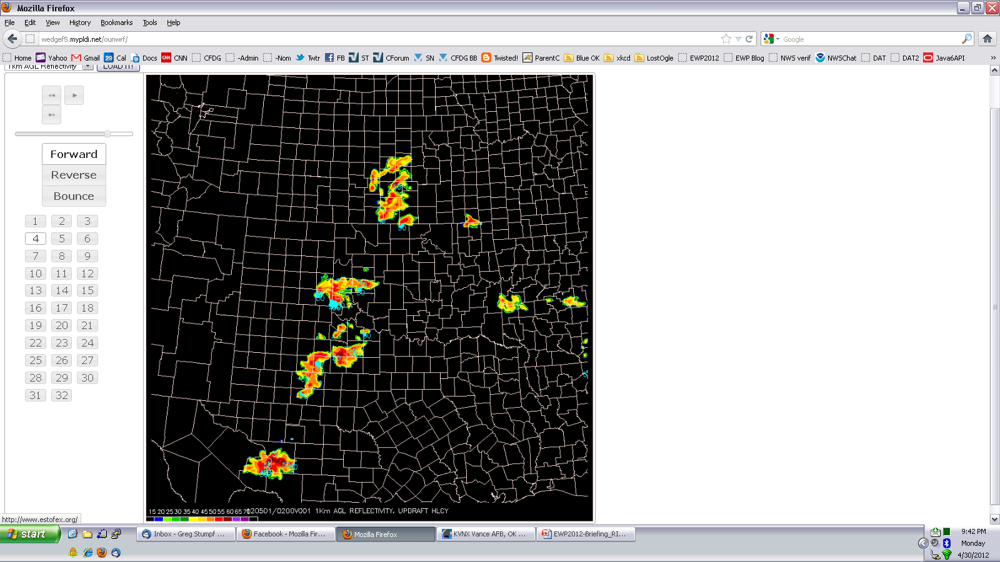 Mozilla Firefox
File Edit View History Bookmarks Tools Help
wedgef5.mypldi.net/ounwrf/
Google
Home Yahoo Gmail Cal Docs CNN CFDG -Admin -Nom Twtr FB ST CForum SN CFDG BB Twisted! ParentC Blue OK xkcd LostOgle EWP2012 EWP Blog NWS verif NWSChat DAT DAT2 Java6API »
1km AGL Reflectivity LOAD IT!
Forward
Reverse
Bounce
1 2 3
4 5 6
7 8 9
10 11 12
13 14 15
16 17 18
19 20 21
22 23 24
25 26 27
28 29 30
31 32
15 20 25 30 35 40 45 50 55 60 65 70
120501/0200V001 1Km AGL REFLECTIVITY, UPDRAFT HLCY
http://www.estofex.org/
start
Inbox - Greg Stumpf ...
Facebook - Mozilla Fir...
Mozilla Firefox
KVNX Vance AFB, OK ...
EWP2012-Briefing_RI...
9:42 PM
Monday
4/30/2012